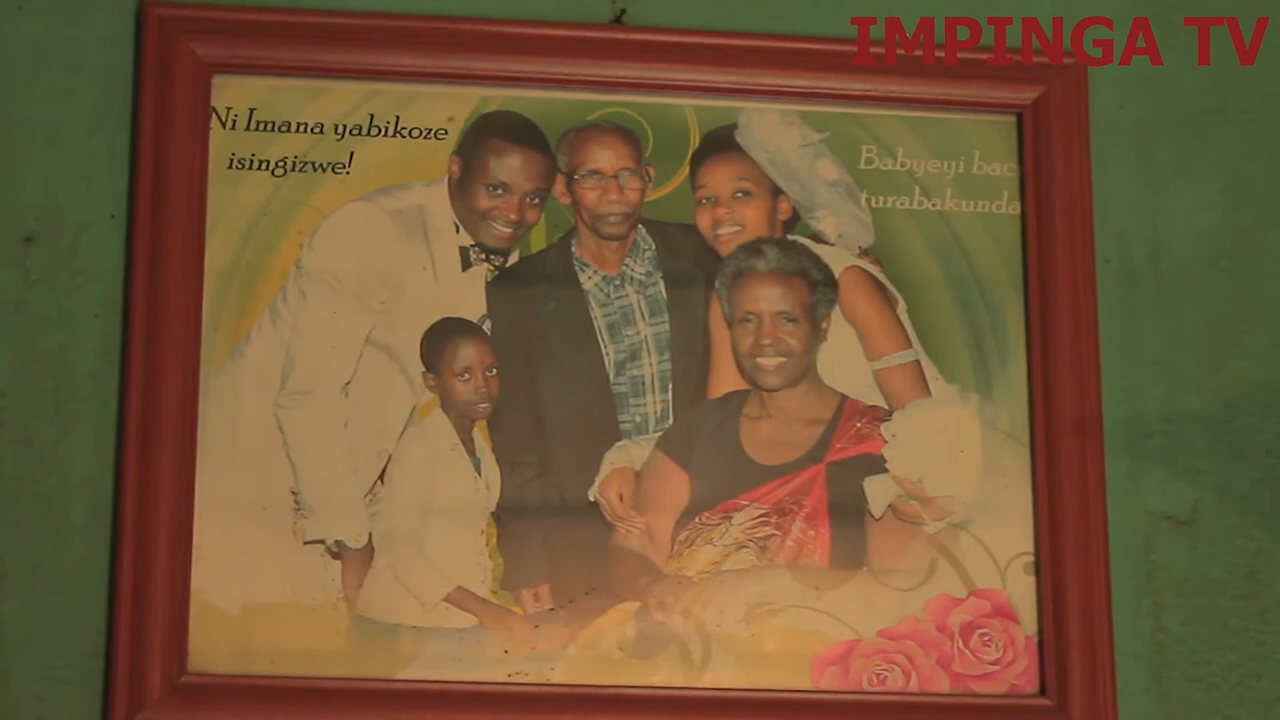 IMPINGA TV
Ni Imana yabikoze
isingizwe!
Babyeyi
turabakunda